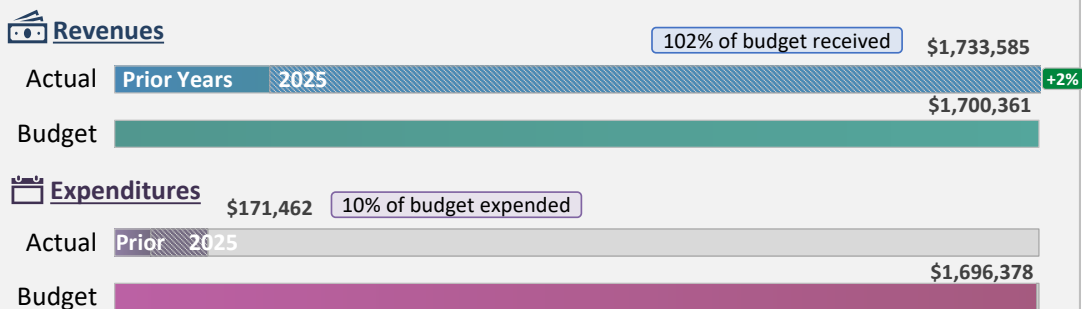 Revenues
102% of budget received
$1,733,585
Actual
Prior Years
2025
+2%
$1,700,361
Budget
Expenditures
$171,462
10% of budget expended
Actual
Prior
2025
$1,696,378
Budget